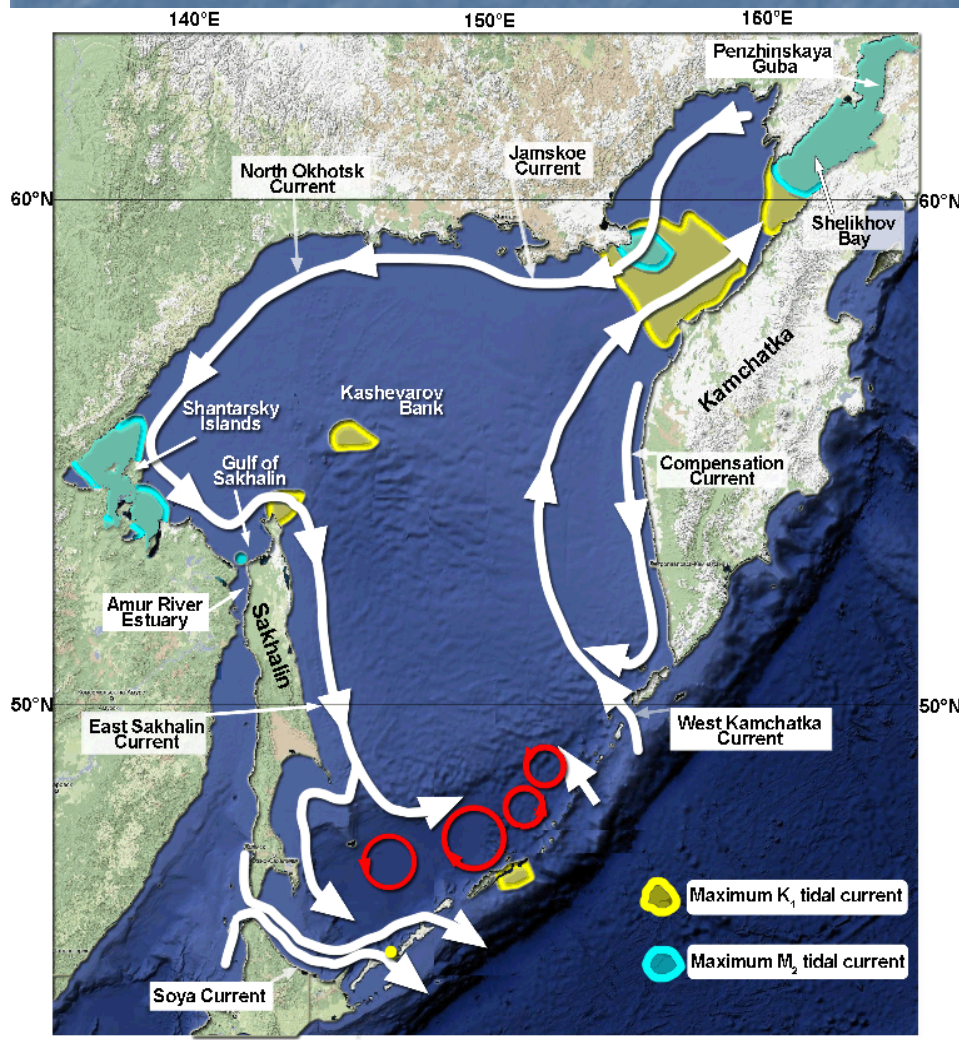 140°E
150°E
160°E
Penzhinskaya
Guba
North Okhotsk
Current
Jamskoe
Current
60°N
60°N
Shelikhov
Bay
Kamchatka
Kashevarov
Bank
Shantarsky
Islands
Gulf of
Sakhalin
Compensation
Current
Amur River
Estuary
Sakhalin
50°N
50°N
East Sakhalin
Current
West Kamchatka
Current
Maximum K₁ tidal current
Maximum M₂ tidal current
Soya Current